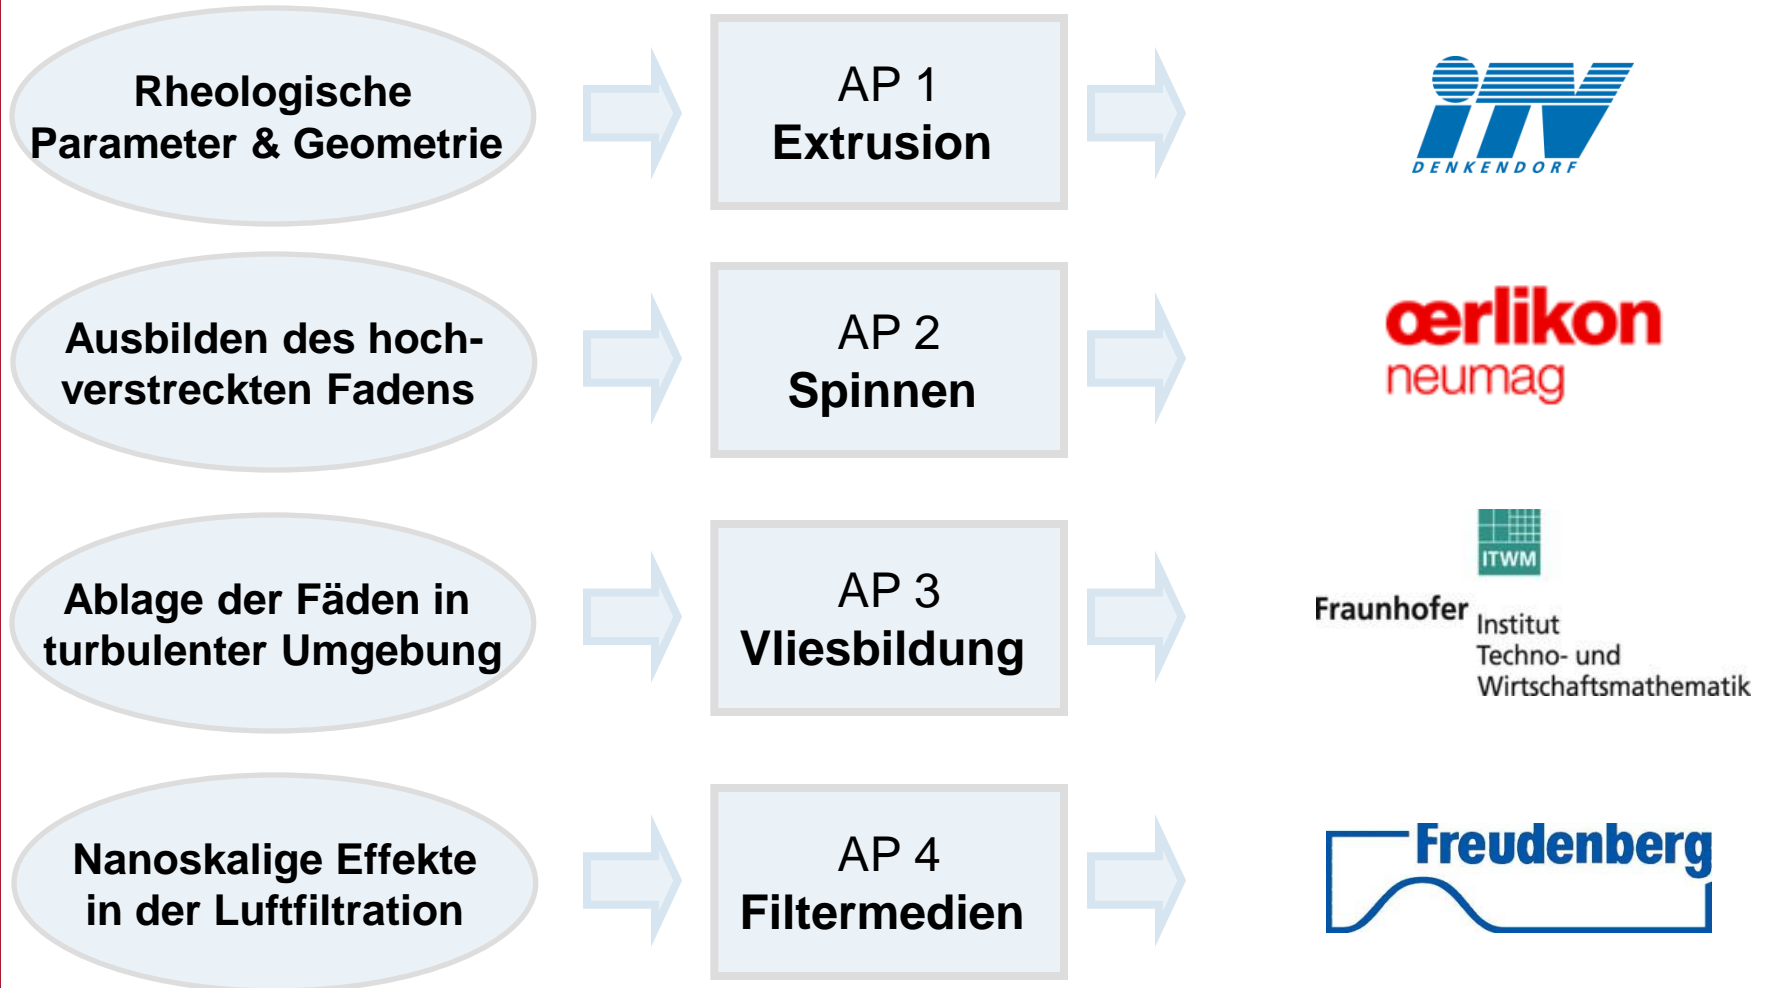 Rheologische
Parameter & Geometrie
AP 1
Extrusion
iTV
DENKENDORF
Ausbilden des hoch-
verstreckten Fadens
AP 2
Spinnen
œrlikon
neumag
Ablage der Fäden in
turbulenter Umgebung
AP 3
Vliesbildung
ITWM
Fraunhofer
Institut
Techno- und
Wirtschaftsmathematik
Nanoskalige Effekte
in der Luftfiltration
AP 4
Filtermedien
Freudenberg